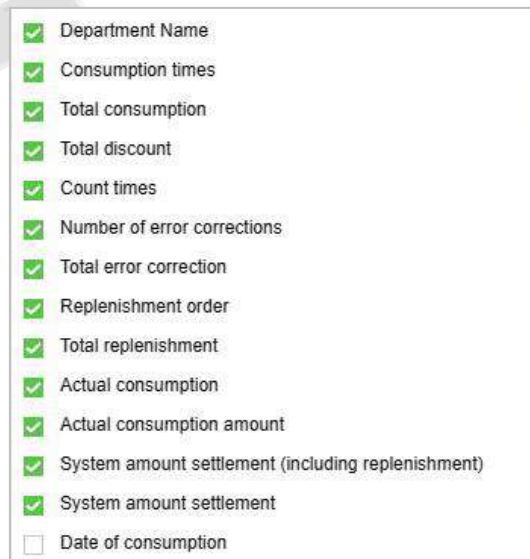 Department Name
Consumption times
Total consumption
Total discount
Count times
Number of error corrections
Total error correction
Replenishment order
Total replenishment
Actual consumption
Actual consumption amount
System amount settlement (including replenishment)
System amount settlement
Date of consumption